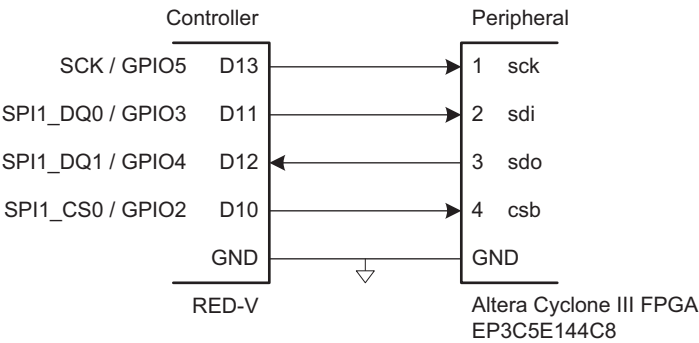 Controller Peripheral
SCK / GPIO5 D13 1 sck
SPI1_DQ0 / GPIO3 D11 2 sdi
SPI1_DQ1 / GPIO4 D12 3 sdo
SPI1_CS0 / GPIO2 D10 4 csb
GND GND
RED-V Altera Cyclone III FPGA
EP3C5E144C8